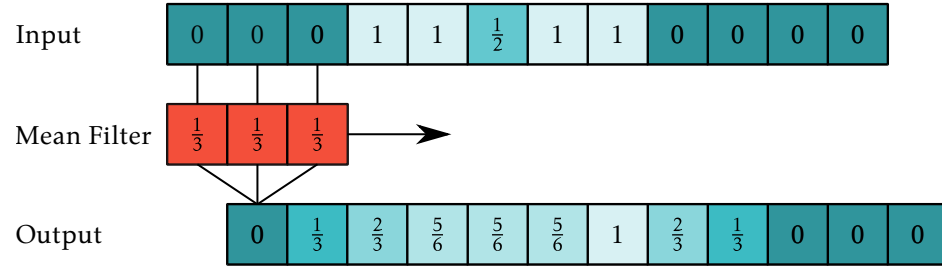 Input 0 0 0 1 1 1/2 1 1 0 0 0 0
Mean Filter 1/3 1/3 1/3
Output 0 1/3 2/3 5/6 5/6 5/6 1 2/3 1/3 0 0 0